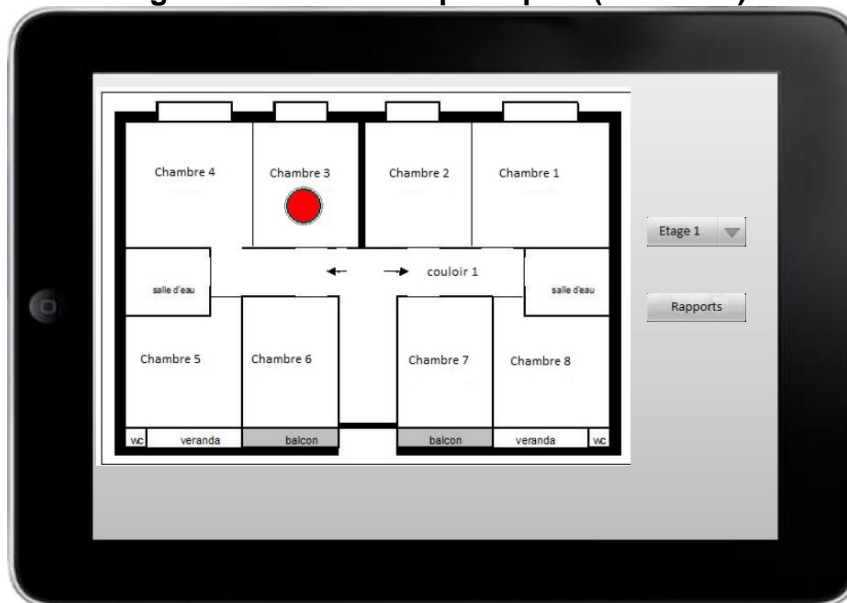 Chambre 4
Chambre 3
Chambre 2
Chambre 1
Etage 1
couloir 1
salle d'eau
salle d'eau
Rapports
Chambre 5
Chambre 6
Chambre 7
Chambre 8
wc
veranda
balcon
balcon
veranda
wc